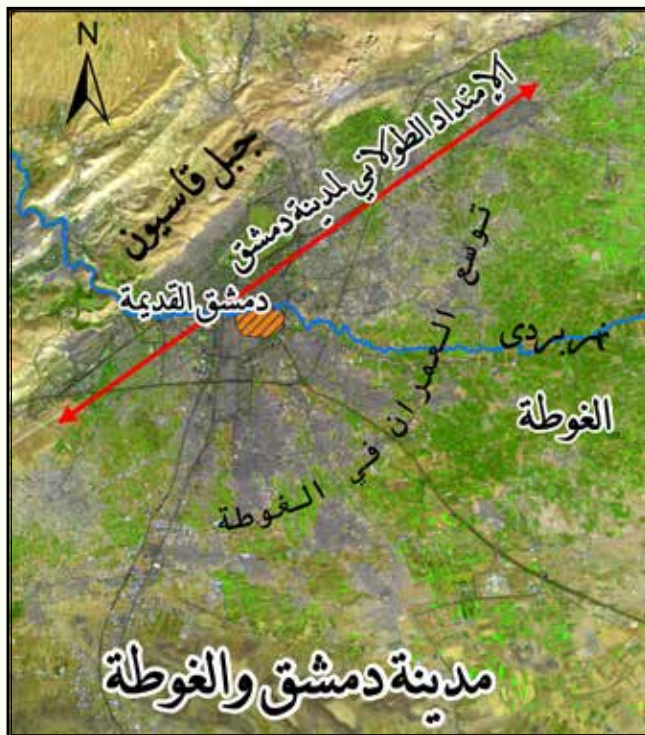 N
الإمتداد الطولاني لمدينة دمشق
جبل قاسيون
دمشق القديمة
توسع العمران في الغوطة
نهر بردى
الغوطة
مدينة دمشق والغوطة